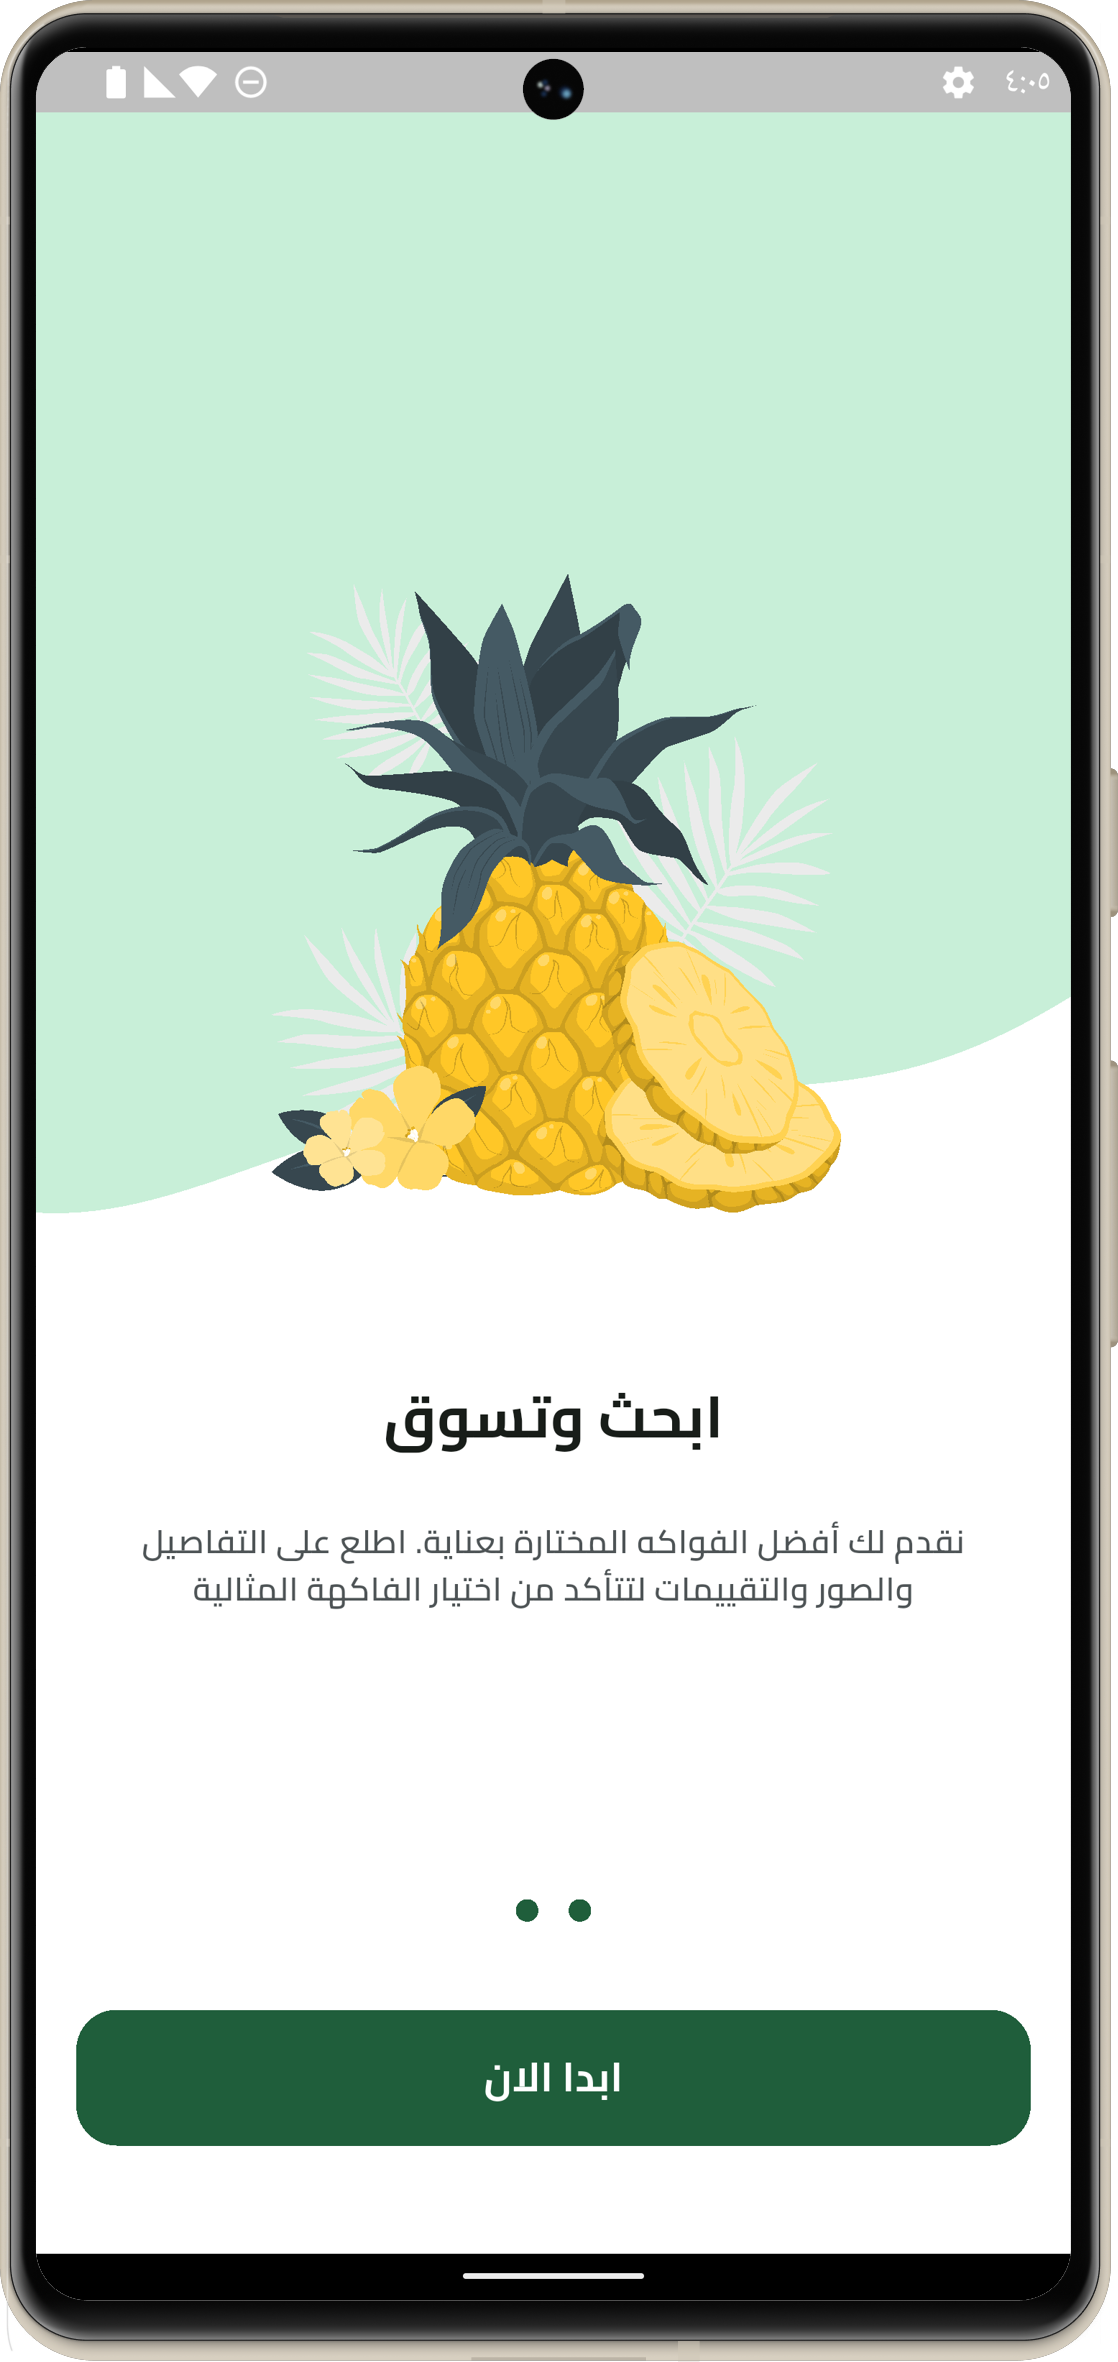 ٤:٠٥
ابحث وتسوق
نقدم لك أفضل الفواكه المختارة بعناية. اطلع على التفاصيل
والصور والتقييمات لتتأكد من اختيار الفاكهة المثالية
ابدا الان